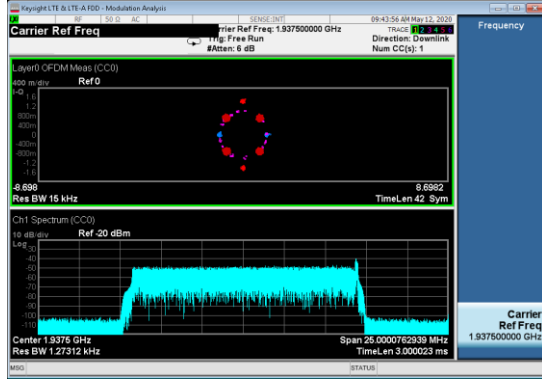 Keysight LTE & LTE-A FDD - Modulation Analysis
RF 50 Ω AC SENSE:INT 09:43:56 AM May 12, 2020
Carrier Ref Freq
Carrier Ref Freq: 1.937500000 GHz
Trig: Free Run
#Atten: 6 dB
TRACE 1 2 3 4 5 6
Direction: Downlink
Num CC(s): 1
Frequency
Layer0 OFDM Meas (CC0)
400 m/div Ref 0
I-Q
1.6
1.2
800m
400m
0
-400m
-800m
-1.2
-1.6
-8.698 8.6982
Res BW 15 kHz TimeLen 42 Sym
Ch1 Spectrum (CC0)
10 dB/div Ref -20 dBm
Log
-30
-40
-50
-60
-70
-80
-90
-100
-110
Center 1.9375 GHz Span 25.0000762939 MHz
Res BW 1.27312 kHz TimeLen 3.000023 ms
Carrier
Ref Freq
1.937500000 GHz
MSG STATUS